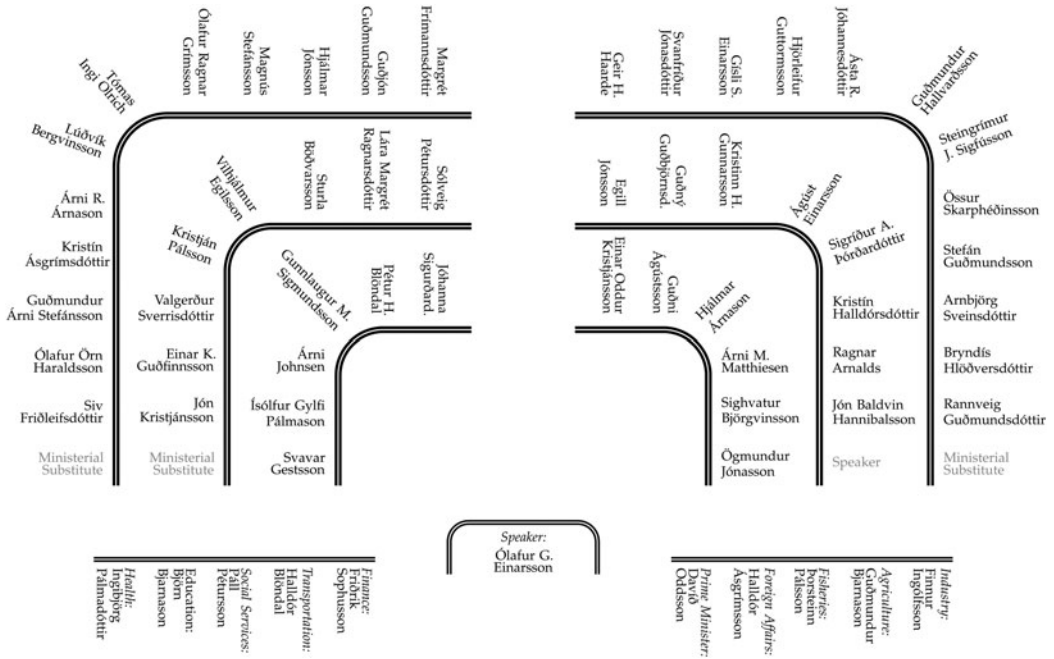 Ólafur Ragnar
Grímsson
Magnús
Stefánsson
Hjálmar
Jónsson
Guðjón
Guðmundsson
Margrét
Frímannsdóttir
Geir H.
Haarde
Svanfríður
Jónasdóttir
Gísli S.
Einarsson
Hjörleifur
Guttormsson
Ásta R.
Jóhannesdóttir
Tómas
Ingi Olrich
Guðmundur
Hallvarðsson
Lúðvík
Bergvinsson
Steingrímur
J. Sigfússon
Vilhjálmur
Egilsson
Sturla
Böðvarsson
Lára Margrét
Ragnarsdóttir
Sólveig
Pétursdóttir
Egill
Jónsson
Guðný
Guðbjörnsd.
Kristinn H.
Gunnarsson
Ágúst
Einarsson
Árni R.
Árnason
Össur
Skarphéðinsson
Kristján
Pálsson
Sigríður A.
Þórðardóttir
Kristín
Ásgrímsdóttir
Stefán
Guðmundsson
Gunnlaugur M.
Sigmundsson
Pétur H.
Blöndal
Jóhanna
Sigurðard.
Einar Oddur
Kristjánsson
Guðni
Ágústsson
Hjálmar
Árnason
Guðmundur
Árni Stefánsson
Valgerður
Sverrisdóttir
Kristín
Halldórsdóttir
Arnbjörg
Sveinsdóttir
Ólafur Örn
Haraldsson
Einar K.
Guðfinnsson
Árni
Johnsen
Árni M.
Matthiesen
Ragnar
Arnalds
Bryndís
Hlöðversdóttir
Siv
Friðleifsdóttir
Jón
Kristjánsson
Ísólfur Gylfi
Pálmason
Sighvatur
Björgvinsson
Jón Baldvin
Hannibalsson
Rannveig
Guðmundsdóttir
Ministerial
Substitute
Ministerial
Substitute
Svavar
Gestsson
Ögmundur
Jónasson
Speaker
Ministerial
Substitute
Speaker:
Ólafur G.
Einarsson
Health:
Ingibjörg
Pálmadóttir
Education:
Björn
Bjarnason
Social Services:
Páll
Pétursson
Transportation:
Halldór
Blöndal
Finance:
Friðrik
Sophusson
Prime Minister:
Davíð
Oddsson
Foreign Affairs:
Halldór
Ásgrímsson
Fisheries:
Þorsteinn
Pálsson
Agriculture:
Guðmundur
Bjarnason
Industry:
Finnur
Ingólfsson